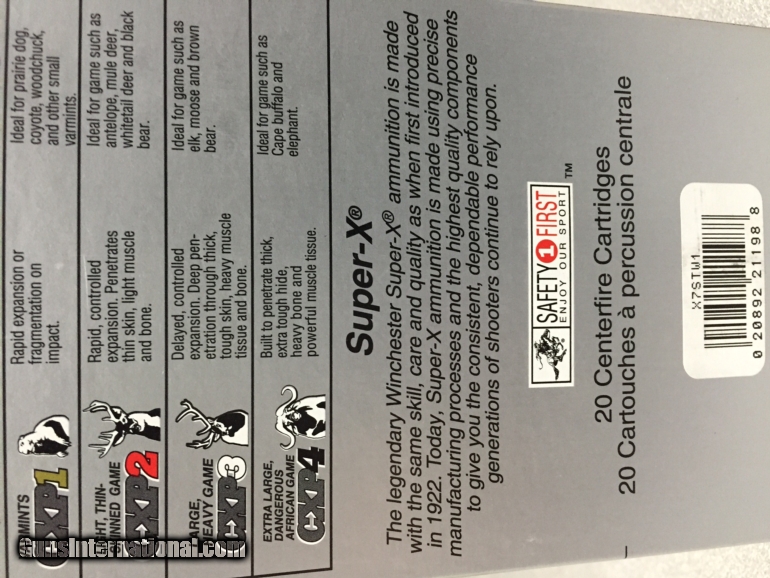 VARMINTS
CXP1
Rapid expansion or
fragmentation on
impact.
Ideal for prairie dog,
coyote, woodchuck,
and other small
varmints.
LIGHT, THIN-
SKINNED GAME
CXP2
Rapid, controlled
expansion. Penetrates
thin skin, light muscle
and bone.
Ideal for game such as
antelope, mule deer,
whitetail deer and black
bear.
LARGE,
HEAVY GAME
CXP3
Delayed, controlled
expansion. Deep pen-
etration through thick,
tough skin, heavy muscle
tissue and bone.
Ideal for game such as
elk, moose and brown
bear.
EXTRA LARGE,
DANGEROUS
AFRICAN GAME
CXP4
Built to penetrate thick,
extra tough hide,
heavy bone and
powerful muscle tissue.
Ideal for game such as
Cape buffalo and
elephant.
Super-X®
The legendary Winchester Super-X® ammunition is made
with the same skill, care and quality as when first introduced
in 1922. Today, Super-X ammunition is made using precise
manufacturing processes and the highest quality components
to give you the consistent, dependable performance
generations of shooters continue to rely upon.
SAFETY 1 FIRST
ENJOY OUR SPORT
TM
20 Centerfire Cartridges
20 Cartouches à percussion centrale
X7STW1
0 20892 21198 8
GunsInternational.com